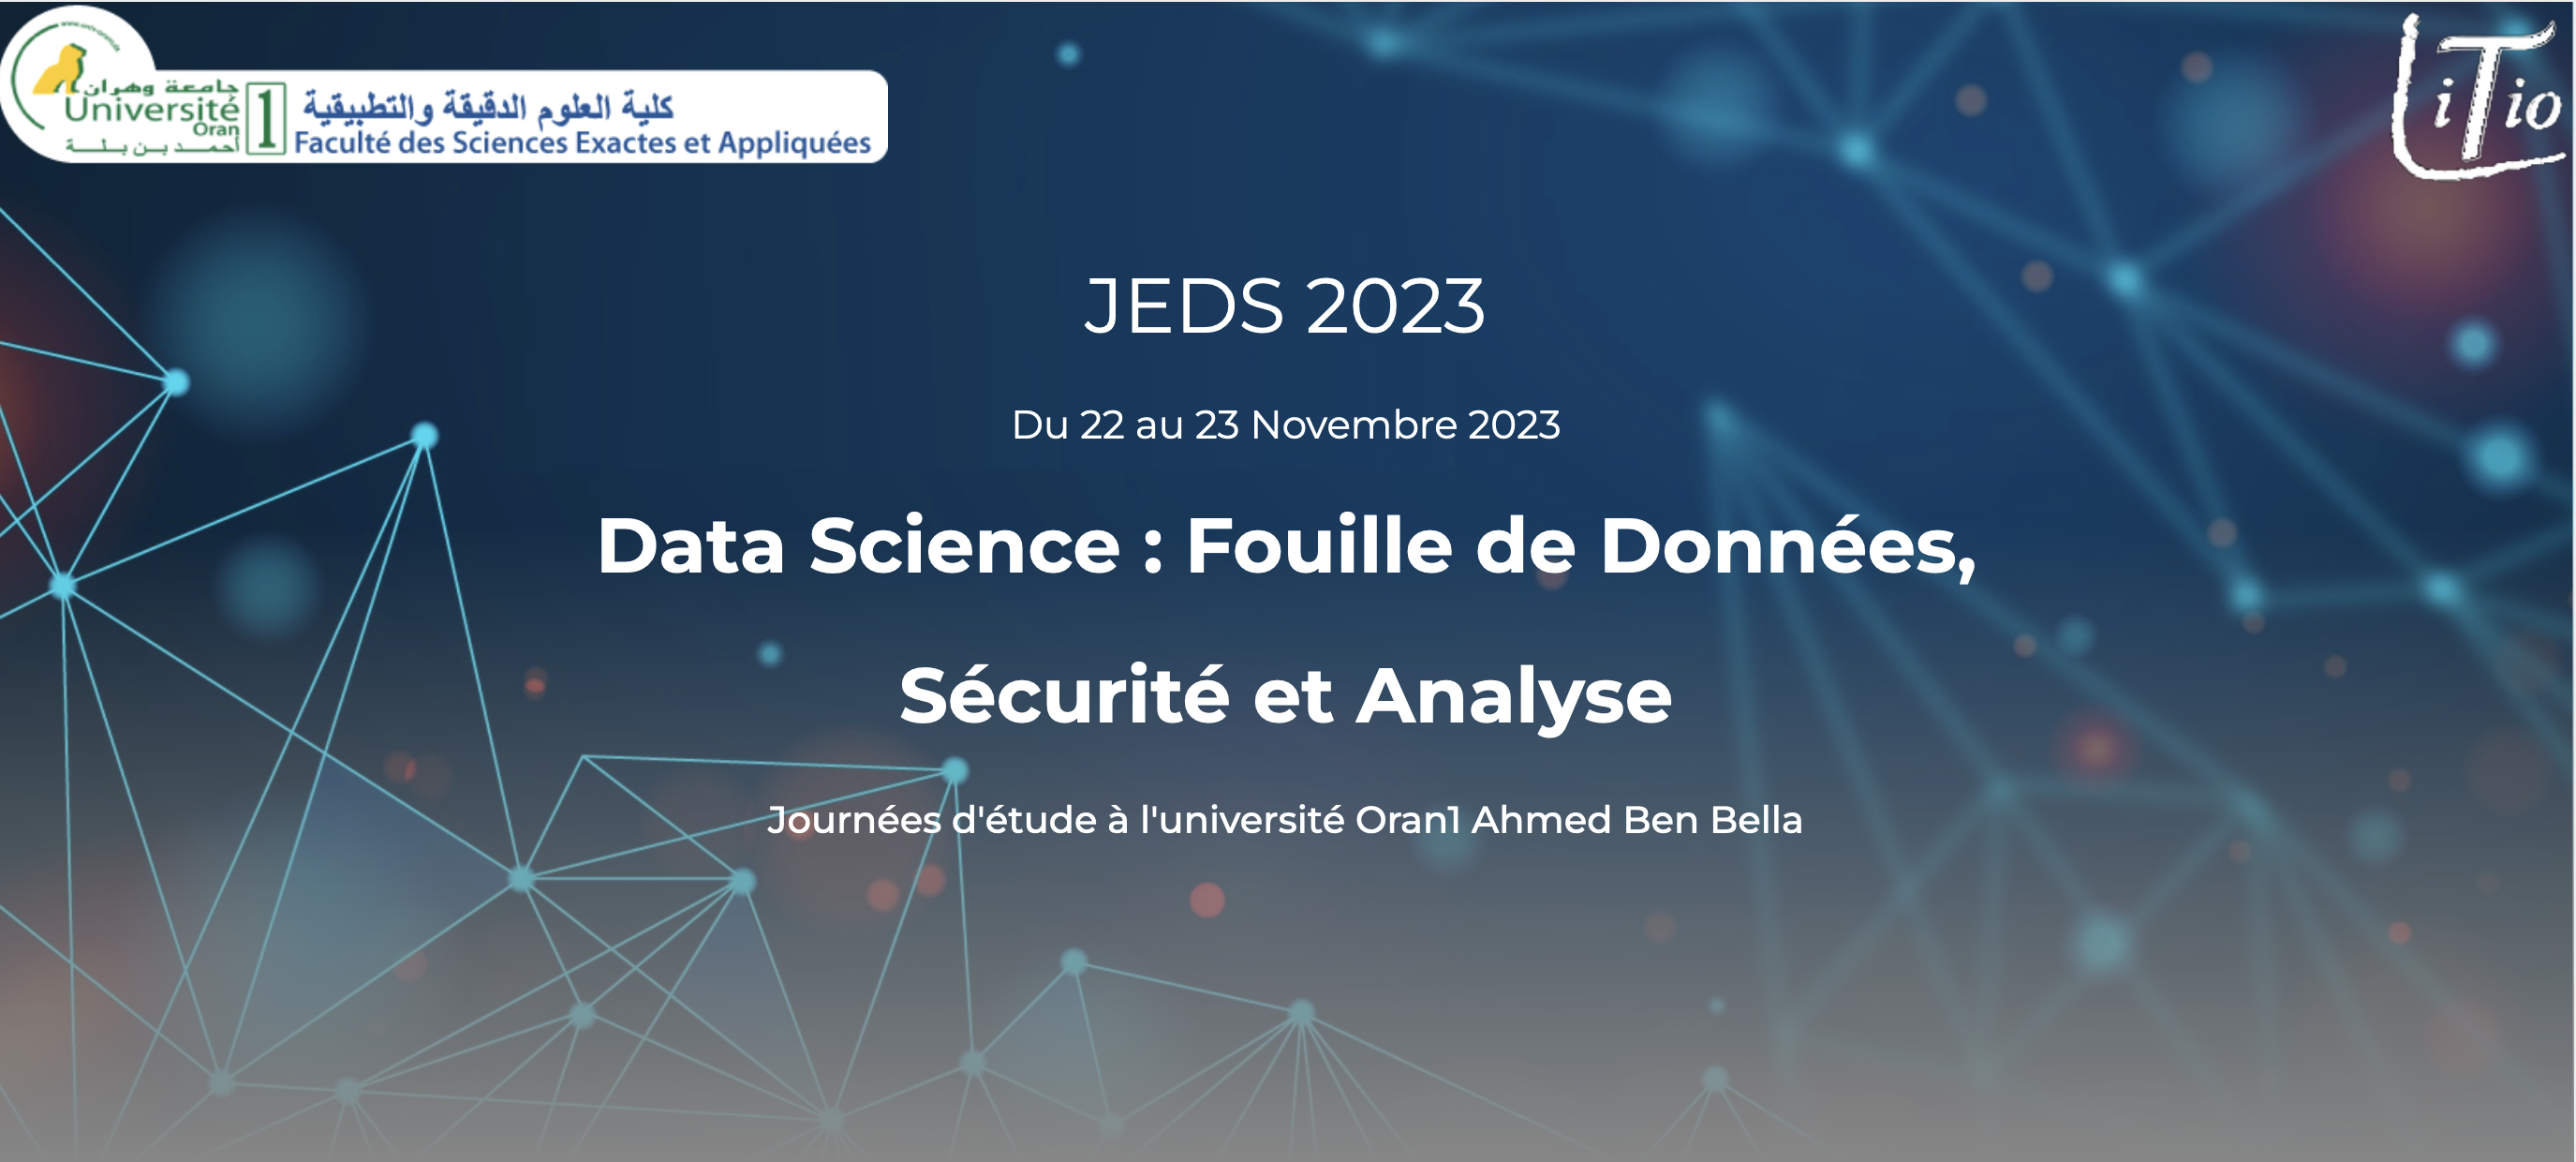 جامعة وهران
Université
Oran
1
أحمد بن بلة
كلية العلوم الدقيقة والتطبيقية
Faculté des Sciences Exactes et Appliquées
LiTio
JEDS 2023
Du 22 au 23 Novembre 2023
Data Science : Fouille de Données,
Sécurité et Analyse
Journées d'étude à l'université Oran1 Ahmed Ben Bella